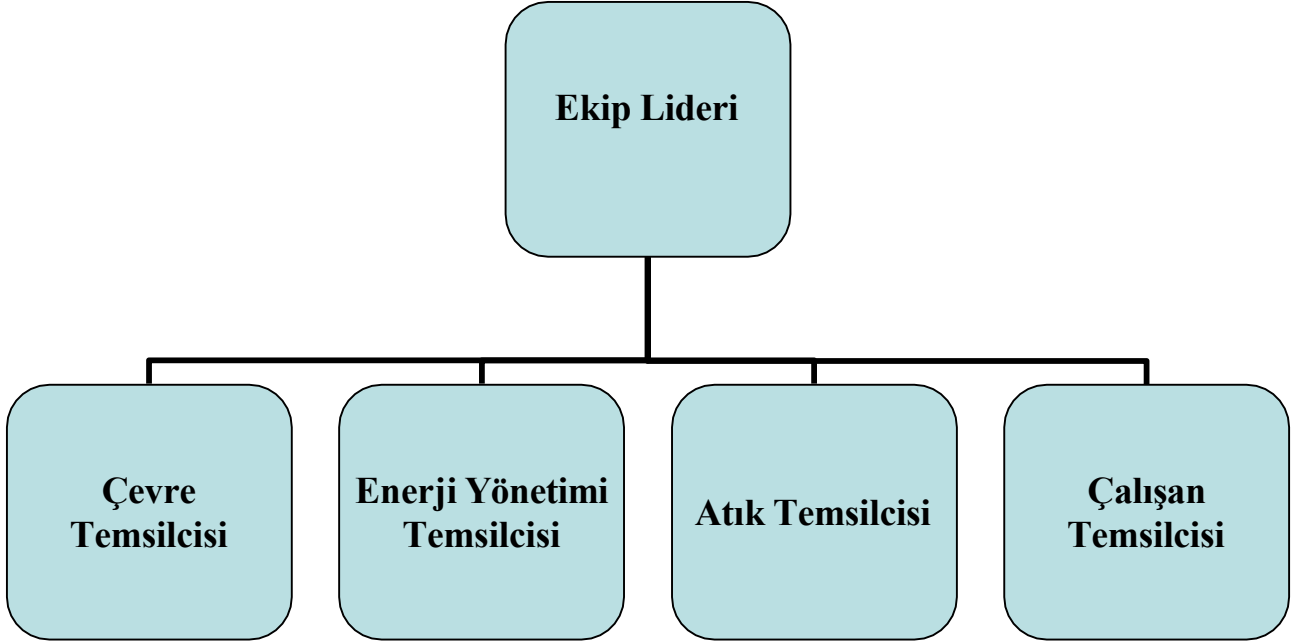 Ekip Lideri
Çevre
Temsilcisi
Enerji Yönetimi
Temsilcisi
Atık Temsilcisi
Çalışan
Temsilcisi